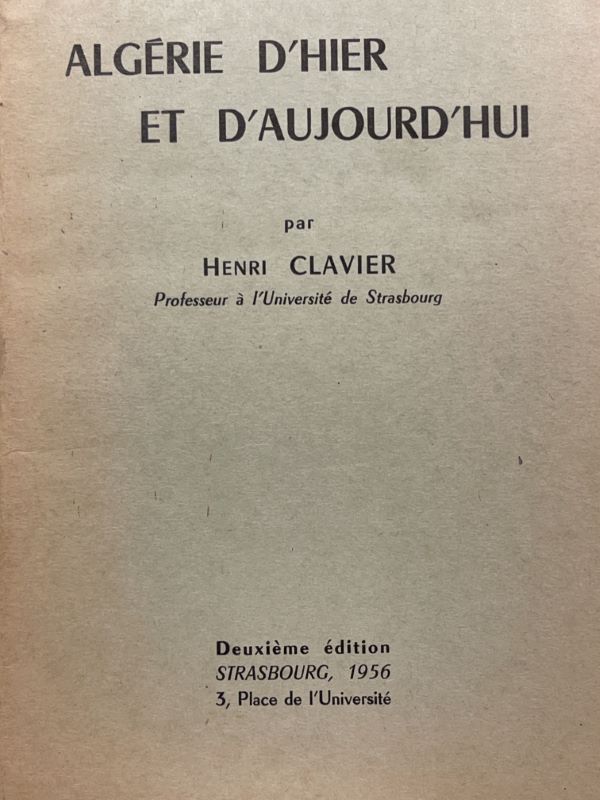 ALGÉRIE D'HIER
ET D'AUJOURD'HUI
par
HENRI CLAVIER
Professeur à l'Université de Strasbourg
Deuxième édition
STRASBOURG, 1956
3, Place de l'Université